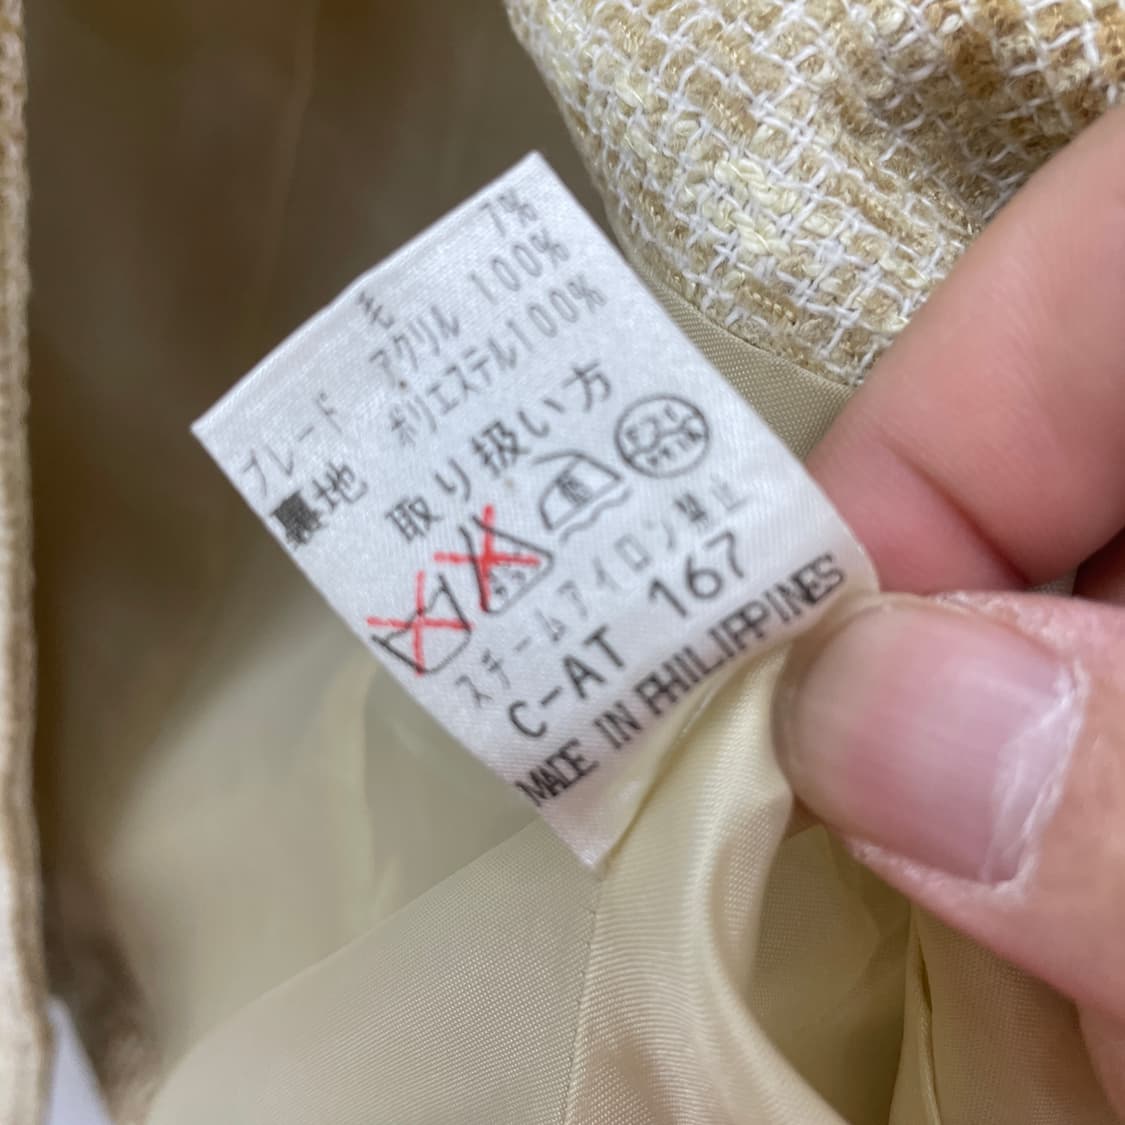 毛 7%
ブレード アクリル 100%
裏地 ポリエステル100%
取り扱い方
スチームアイロン禁止
C-AT 167
MADE IN PHILIPPINES